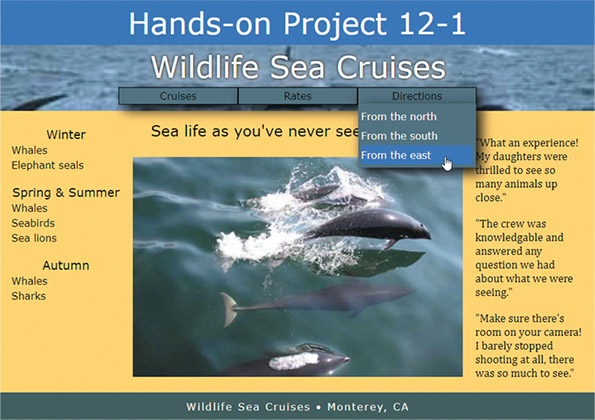 Hands-on Project 12-1
Wildlife Sea Cruises
Cruises
Rates
Directions
From the north
From the south
From the east
Winter
Whales
Elephant seals
Spring & Summer
Whales
Seabirds
Sea lions
Autumn
Whales
Sharks
Sea life as you've never see
"What an experience!
My daughters were
thrilled to see so
many animals up
close."
"The crew was
knowledgable and
answered any
question we had
about what we were
seeing."
"Make sure there's
room on your camera!
I barely stopped
shooting at all, there
was so much to see."
Wildlife Sea Cruises • Monterey, CA